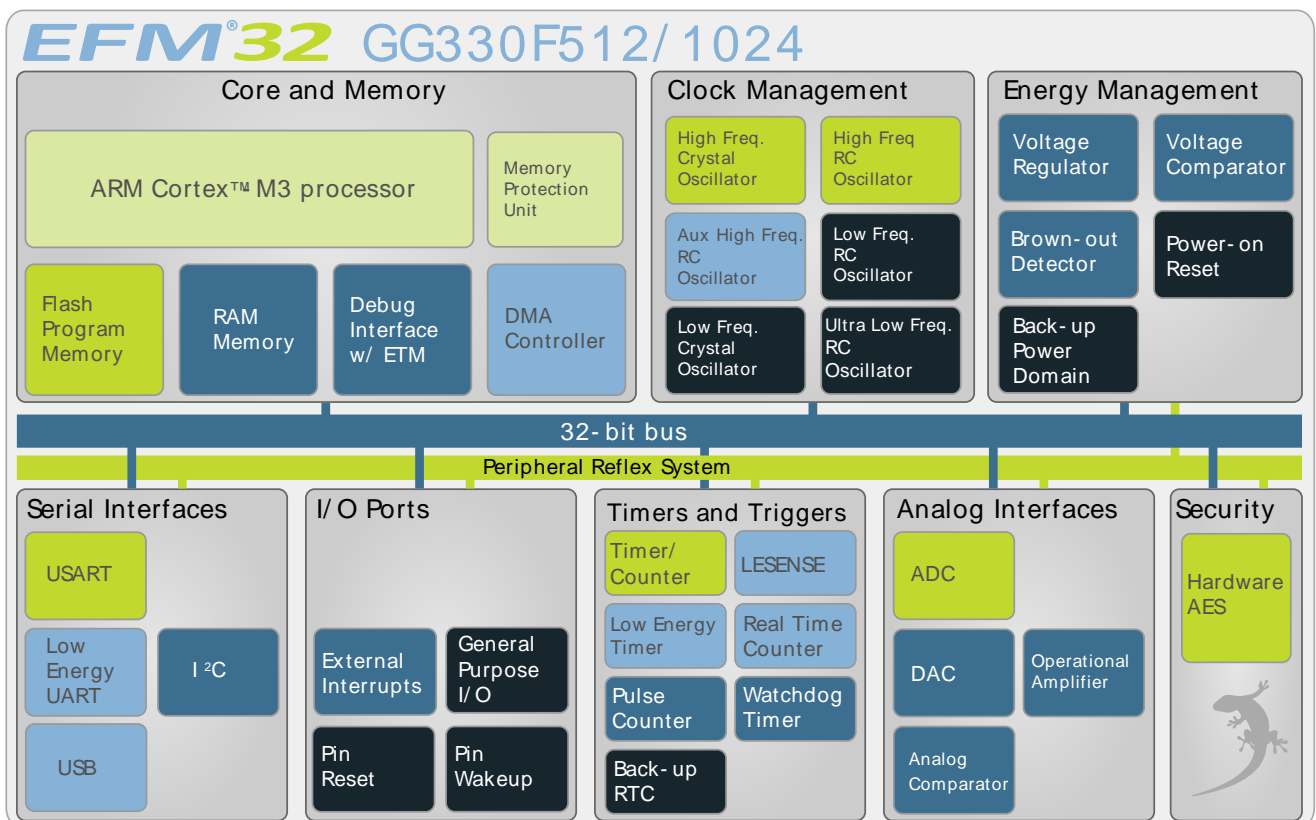 EFM®32 GG330F512/1024
Core and Memory
ARM Cortex™ M3 processor
Memory
Protection
Unit
Flash
Program
Memory
RAM
Memory
Debug
Interface
w/ ETM
DMA
Controller
Clock Management
High Freq.
Crystal
Oscillator
High Freq
RC
Oscillator
Aux High Freq.
RC
Oscillator
Low Freq.
RC
Oscillator
Low Freq.
Crystal
Oscillator
Ultra Low Freq.
RC
Oscillator
Energy Management
Voltage
Regulator
Voltage
Comparator
Brown-out
Detector
Power-on
Reset
Back-up
Power
Domain
32-bit bus
Peripheral Reflex System
Serial Interfaces
USART
Low
Energy
UART
I²C
USB
I/O Ports
External
Interrupts
General
Purpose
I/O
Pin
Reset
Pin
Wakeup
Timers and Triggers
Timer/
Counter
LESENSE
Low Energy
Timer
Real Time
Counter
Pulse
Counter
Watchdog
Timer
Back-up
RTC
Analog Interfaces
ADC
DAC
Operational
Amplifier
Analog
Comparator
Security
Hardware
AES